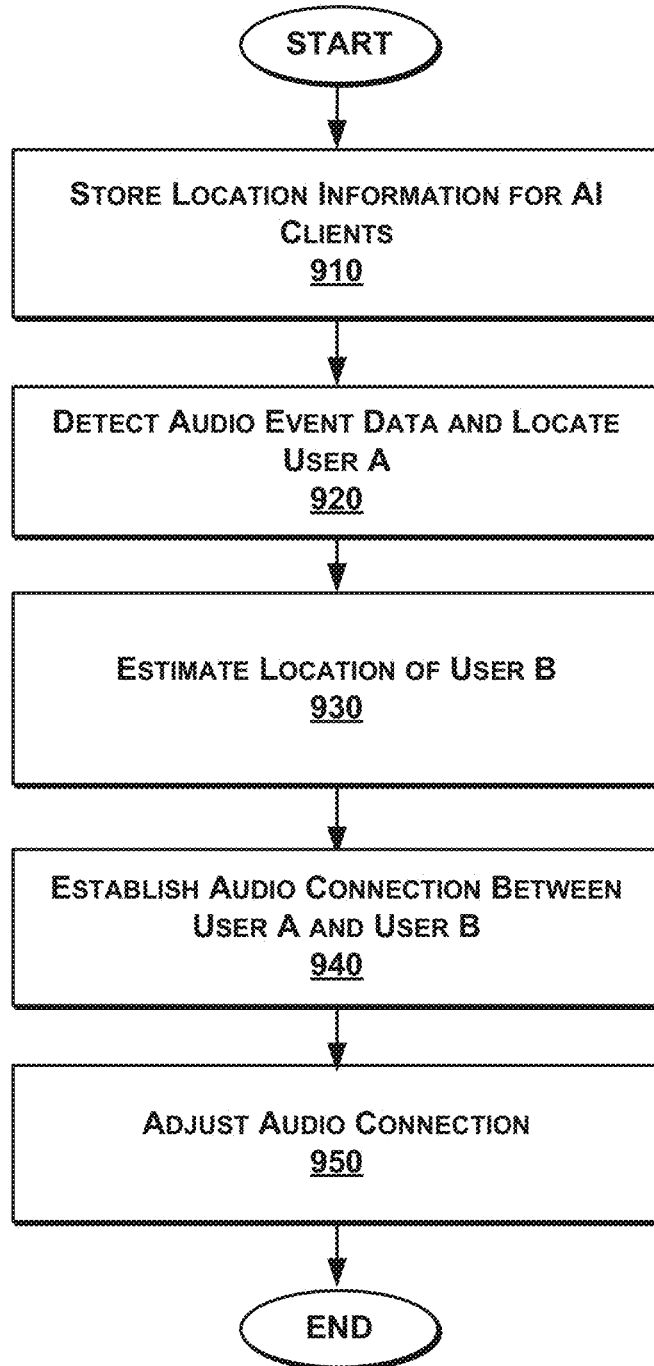 START
STORE LOCATION INFORMATION FOR AI
CLIENTS
910
DETECT AUDIO EVENT DATA AND LOCATE
USER A
920
ESTIMATE LOCATION OF USER B
930
ESTABLISH AUDIO CONNECTION BETWEEN
USER A AND USER B
940
ADJUST AUDIO CONNECTION
950
END